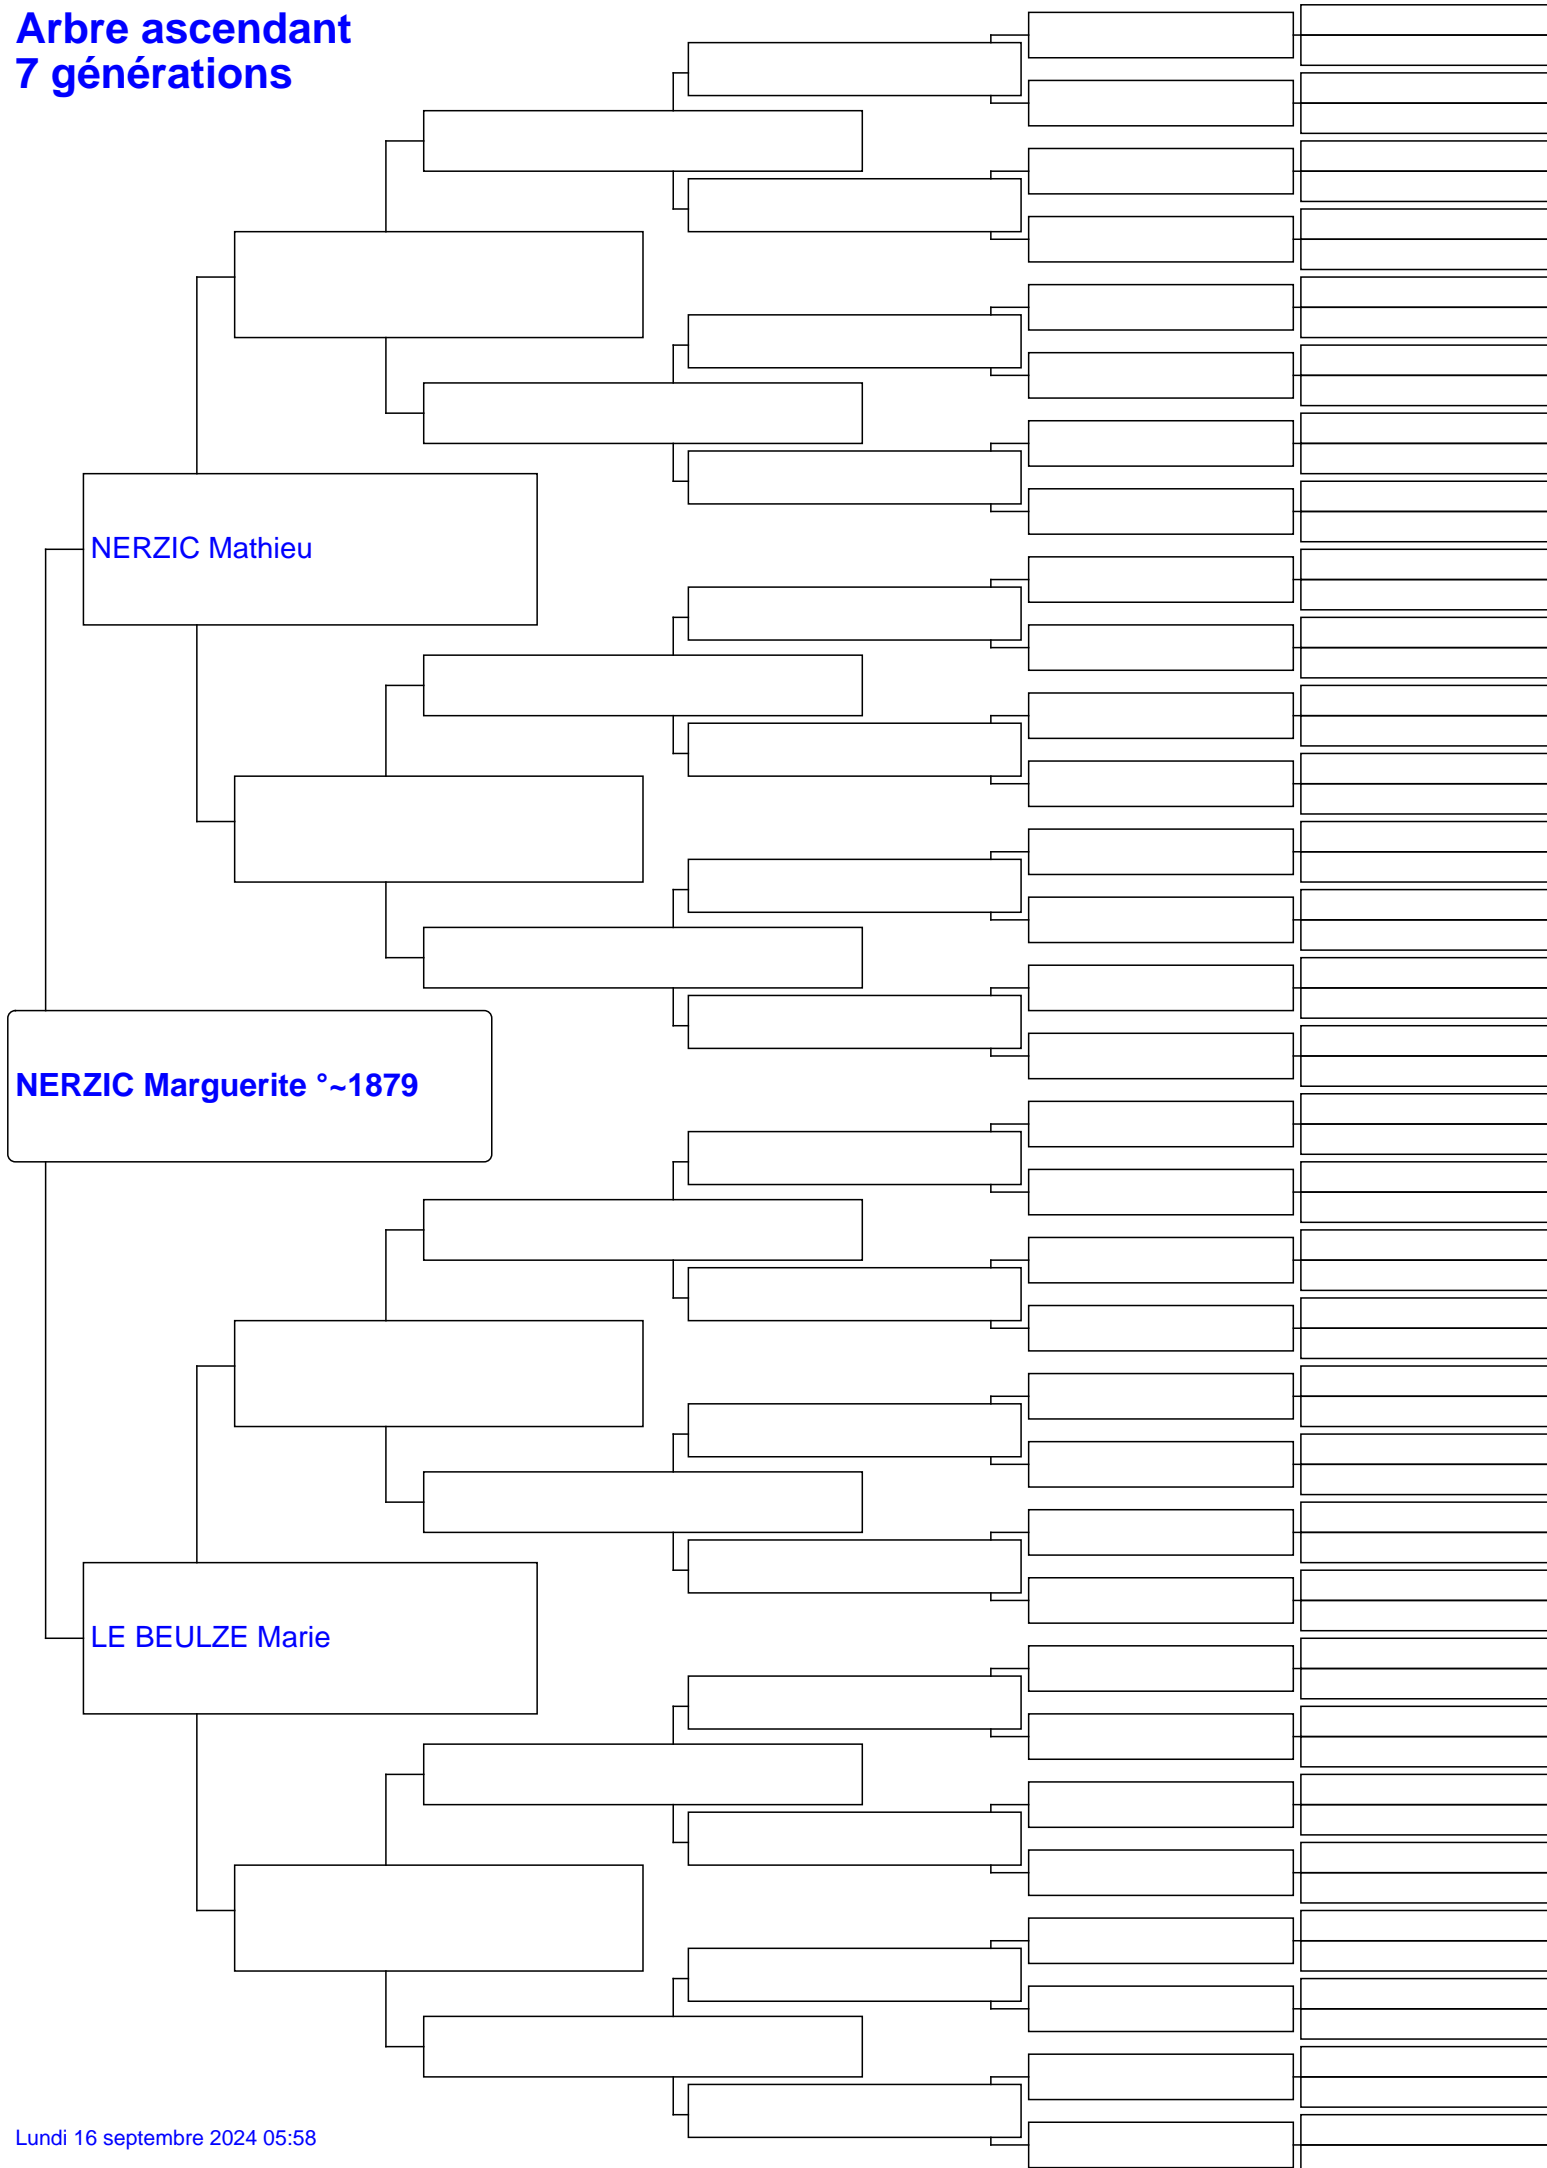 Arbre ascendant
7 générations
NERZIC Mathieu
NERZIC Marguerite °~1879
LE BEULZE Marie
Lundi 16 septembre 2024 05:58